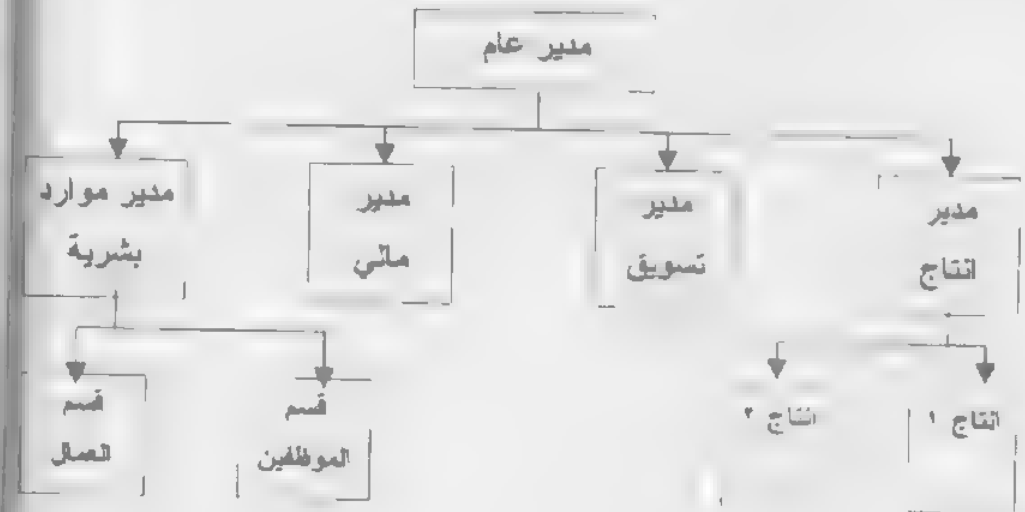 مدير عام
مدير
انتاج
مدير
تسويق
مدير
مالي
مدير موارد
بشرية
انتاج ١
انتاج ٢
قسم
الموظفين
قسم
العمال